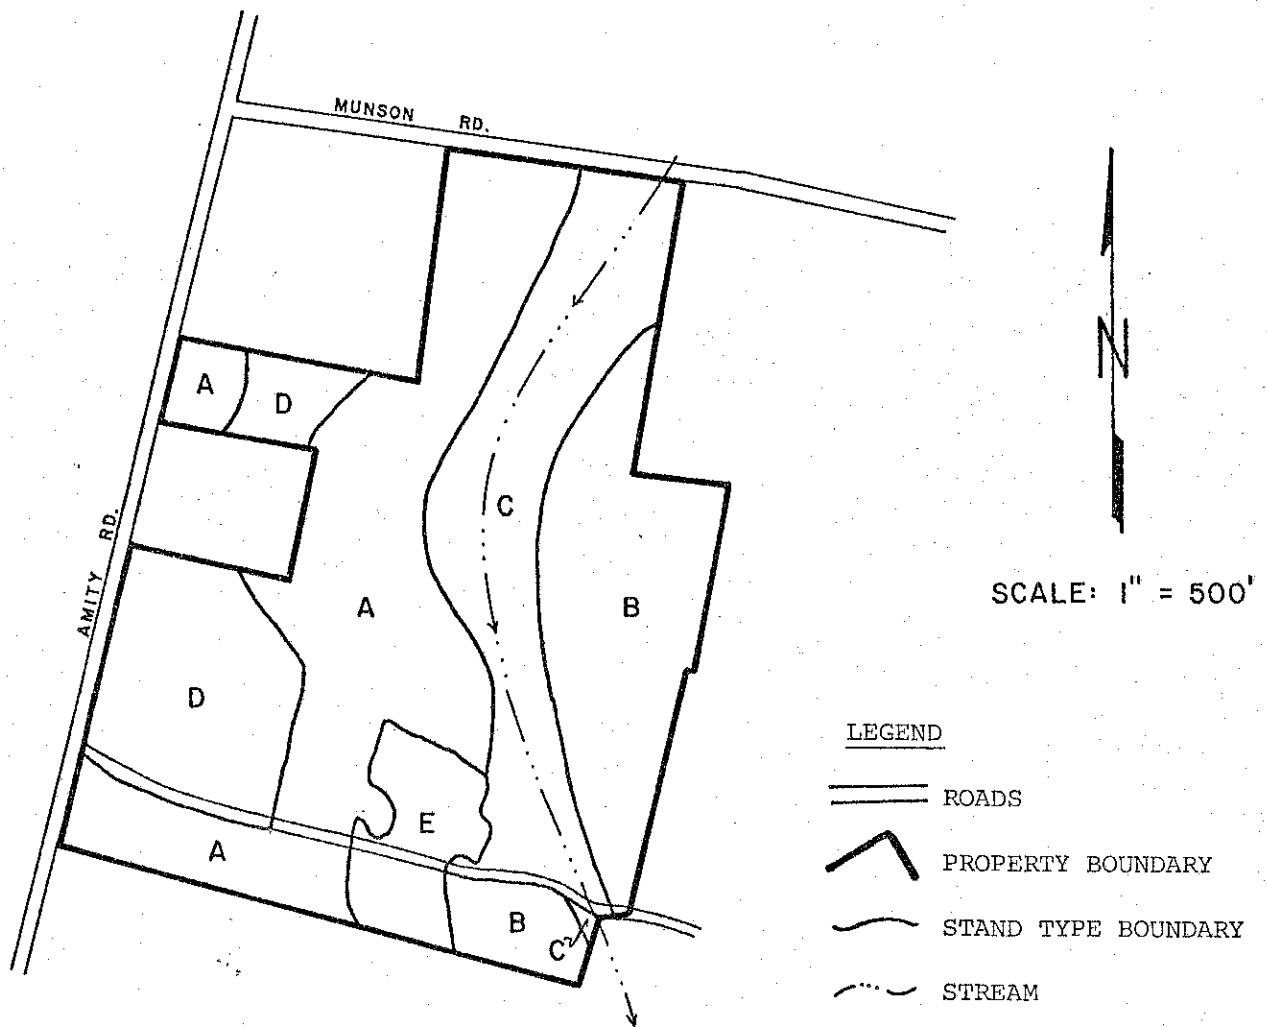 MUNSON RD.
N
A
D
C
AMITY RD.
A
B
SCALE: 1" = 500'
D
LEGEND
ROADS
E
A
PROPERTY BOUNDARY
B
STAND TYPE BOUNDARY
C
STREAM